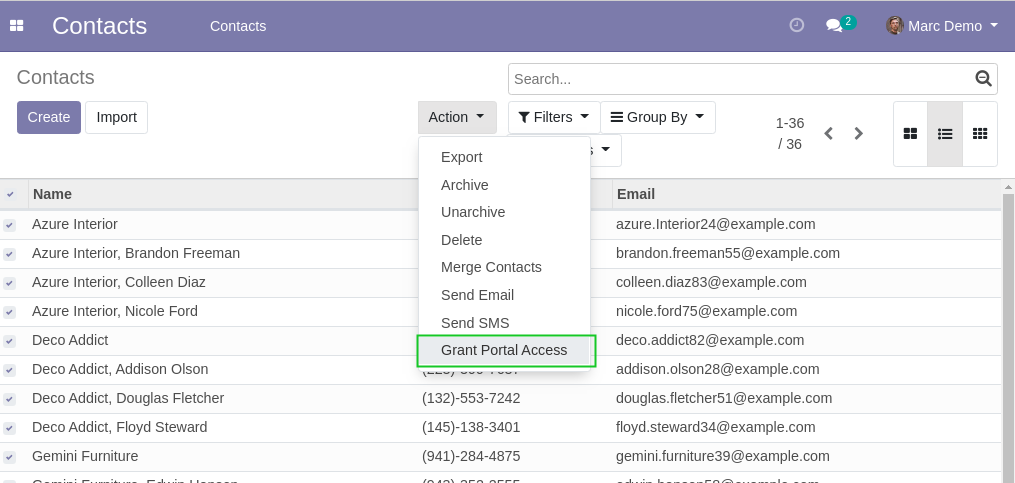 Contacts Contacts 2 Marc Demo
Contacts
Search...
Create Import Action Filters Group By 1-36 / 36
Export
Archive
Unarchive
Delete
Merge Contacts
Send Email
Send SMS
Grant Portal Access
Name Email
Azure Interior azure.Interior24@example.com
Azure Interior, Brandon Freeman brandon.freeman55@example.com
Azure Interior, Colleen Diaz colleen.diaz83@example.com
Azure Interior, Nicole Ford nicole.ford75@example.com
Deco Addict deco.addict82@example.com
Deco Addict, Addison Olson addison.olson28@example.com
Deco Addict, Douglas Fletcher (132)-553-7242 douglas.fletcher51@example.com
Deco Addict, Floyd Steward (145)-138-3401 floyd.steward34@example.com
Gemini Furniture (941)-284-4875 gemini.furniture39@example.com